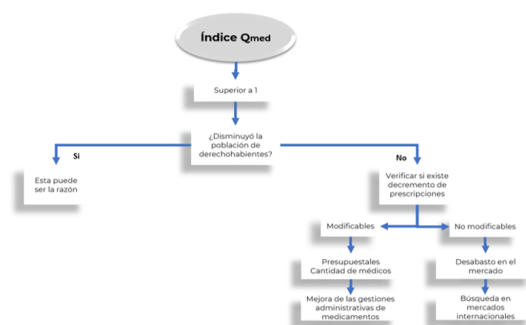 Índice Qmed
Superior a 1
¿Disminuyó la
población de
derechohabientes?
Si
No
Esta puede
ser la razón
Verificar si existe
decremento de
prescripciones
Modificables
No modificables
Presupuestales
Cantidad de médicos
Desabasto en el
mercado
Mejora de las gestiones
administrativas de
medicamentos
Búsqueda en
mercados
internacionales